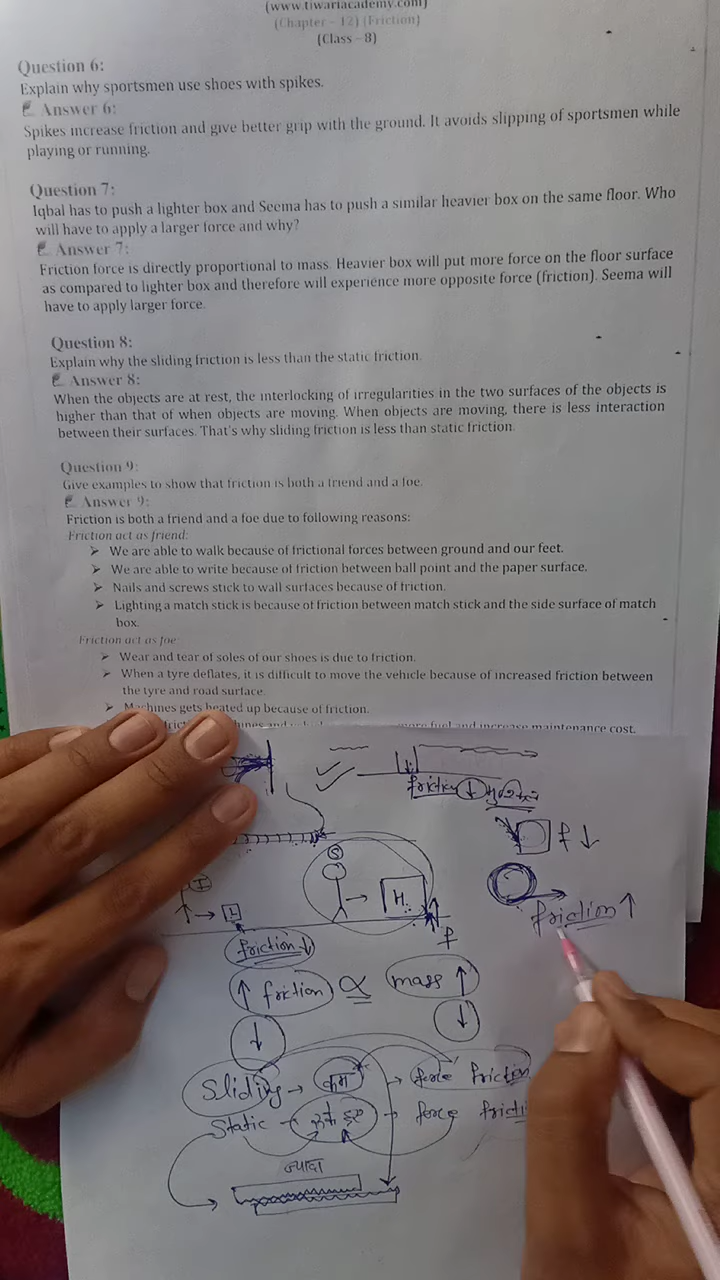 (www.tiwariacademy.com)
(Chapter – 12) (Friction)
(Class – 8)
Question 6:
Explain why sportsmen use shoes with spikes.
Answer 6:
Spikes increase friction and give better grip with the ground. It avoids slipping of sportsmen while
playing or running.
Question 7:
Iqbal has to push a lighter box and Seema has to push a similar heavier box on the same floor. Who
will have to apply a larger force and why?
Answer 7:
Friction force is directly proportional to mass. Heavier box will put more force on the floor surface
as compared to lighter box and therefore will experience more opposite force (friction). Seema will
have to apply larger force.
Question 8:
Explain why the sliding friction is less than the static friction.
Answer 8:
When the objects are at rest, the interlocking of irregularities in the two surfaces of the objects is
higher than that of when objects are moving. When objects are moving, there is less interaction
between their surfaces. That's why sliding friction is less than static friction.
Question 9:
Give examples to show that friction is both a friend and a foe.
Answer 9:
Friction is both a friend and a foe due to following reasons:
Friction act as friend:
➢ We are able to walk because of frictional forces between ground and our feet.
➢ We are able to write because of friction between ball point and the paper surface.
➢ Nails and screws stick to wall surfaces because of friction.
➢ Lighting a match stick is because of friction between match stick and the side surface of match
box.
Friction act as foe:
➢ Wear and tear of soles of our shoes is due to friction.
➢ When a tyre deflates, it is difficult to move the vehicle because of increased friction between
the tyre and road surface.
➢ Machines gets heated up because of friction.
more fuel and increase maintenance cost.
friction ↓
f ↓
S
I
H
L
friction ↑
f
friction ↓
↑ friction ∝ mass ↑
↓ ↓
Sliding → कम → force friction
Static → → force fricti
ज्यादा